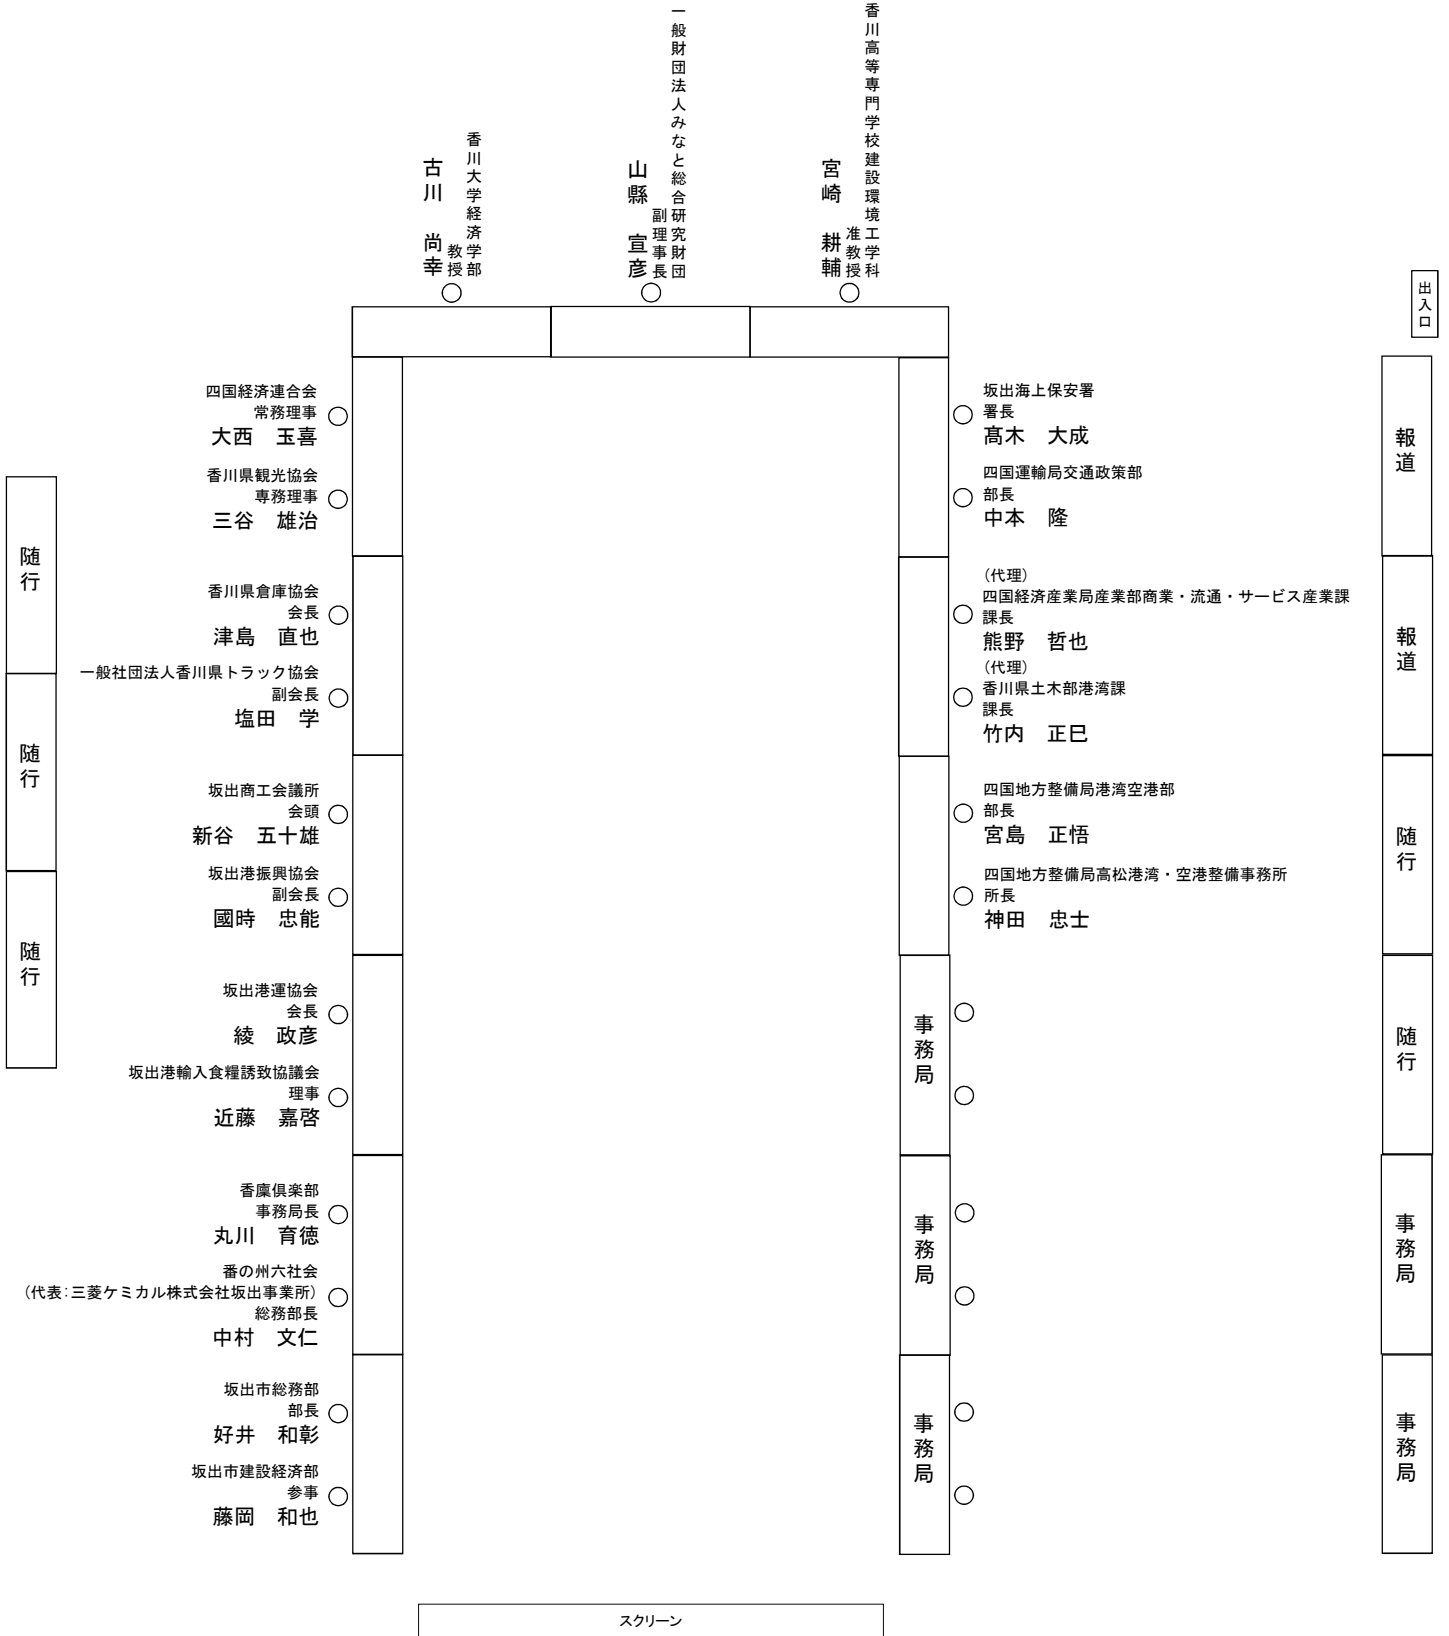 香川高等専門学校建設環境工学科
准教授
宮崎　耕輔
一般財団法人みなと総合研究財団
副理事長
山縣　宣彦
香川大学経済学部
教授
古川　尚幸
出入口
四国経済連合会
常務理事
大西　玉喜
香川県観光協会
専務理事
三谷　雄治
香川県倉庫協会
会長
津島　直也
一般社団法人香川県トラック協会
副会長
塩田　学
坂出商工会議所
会頭
新谷　五十雄
坂出港振興協会
副会長
國時　忠能
坂出港運協会
会長
綾　政彦
坂出港輸入食糧誘致協議会
理事
近藤　嘉啓
香廩倶楽部
事務局長
丸川　育徳
番の州六社会
（代表：三菱ケミカル株式会社坂出事業所）
総務部長
中村　文仁
坂出市総務部
部長
好井　和彰
坂出市建設経済部
参事
藤岡　和也
随行
随行
随行
坂出海上保安署
署長
髙木　大成
四国運輸局交通政策部
部長
中本　隆
（代理）
四国経済産業局産業部商業・流通・サービス産業課
課長
熊野　哲也
（代理）
香川県土木部港湾課
課長
竹内　正巳
四国地方整備局港湾空港部
部長
宮島　正悟
四国地方整備局高松港湾・空港整備事務所
所長
神田　忠士
事務局
事務局
事務局
報道
報道
随行
随行
事務局
事務局
スクリーン